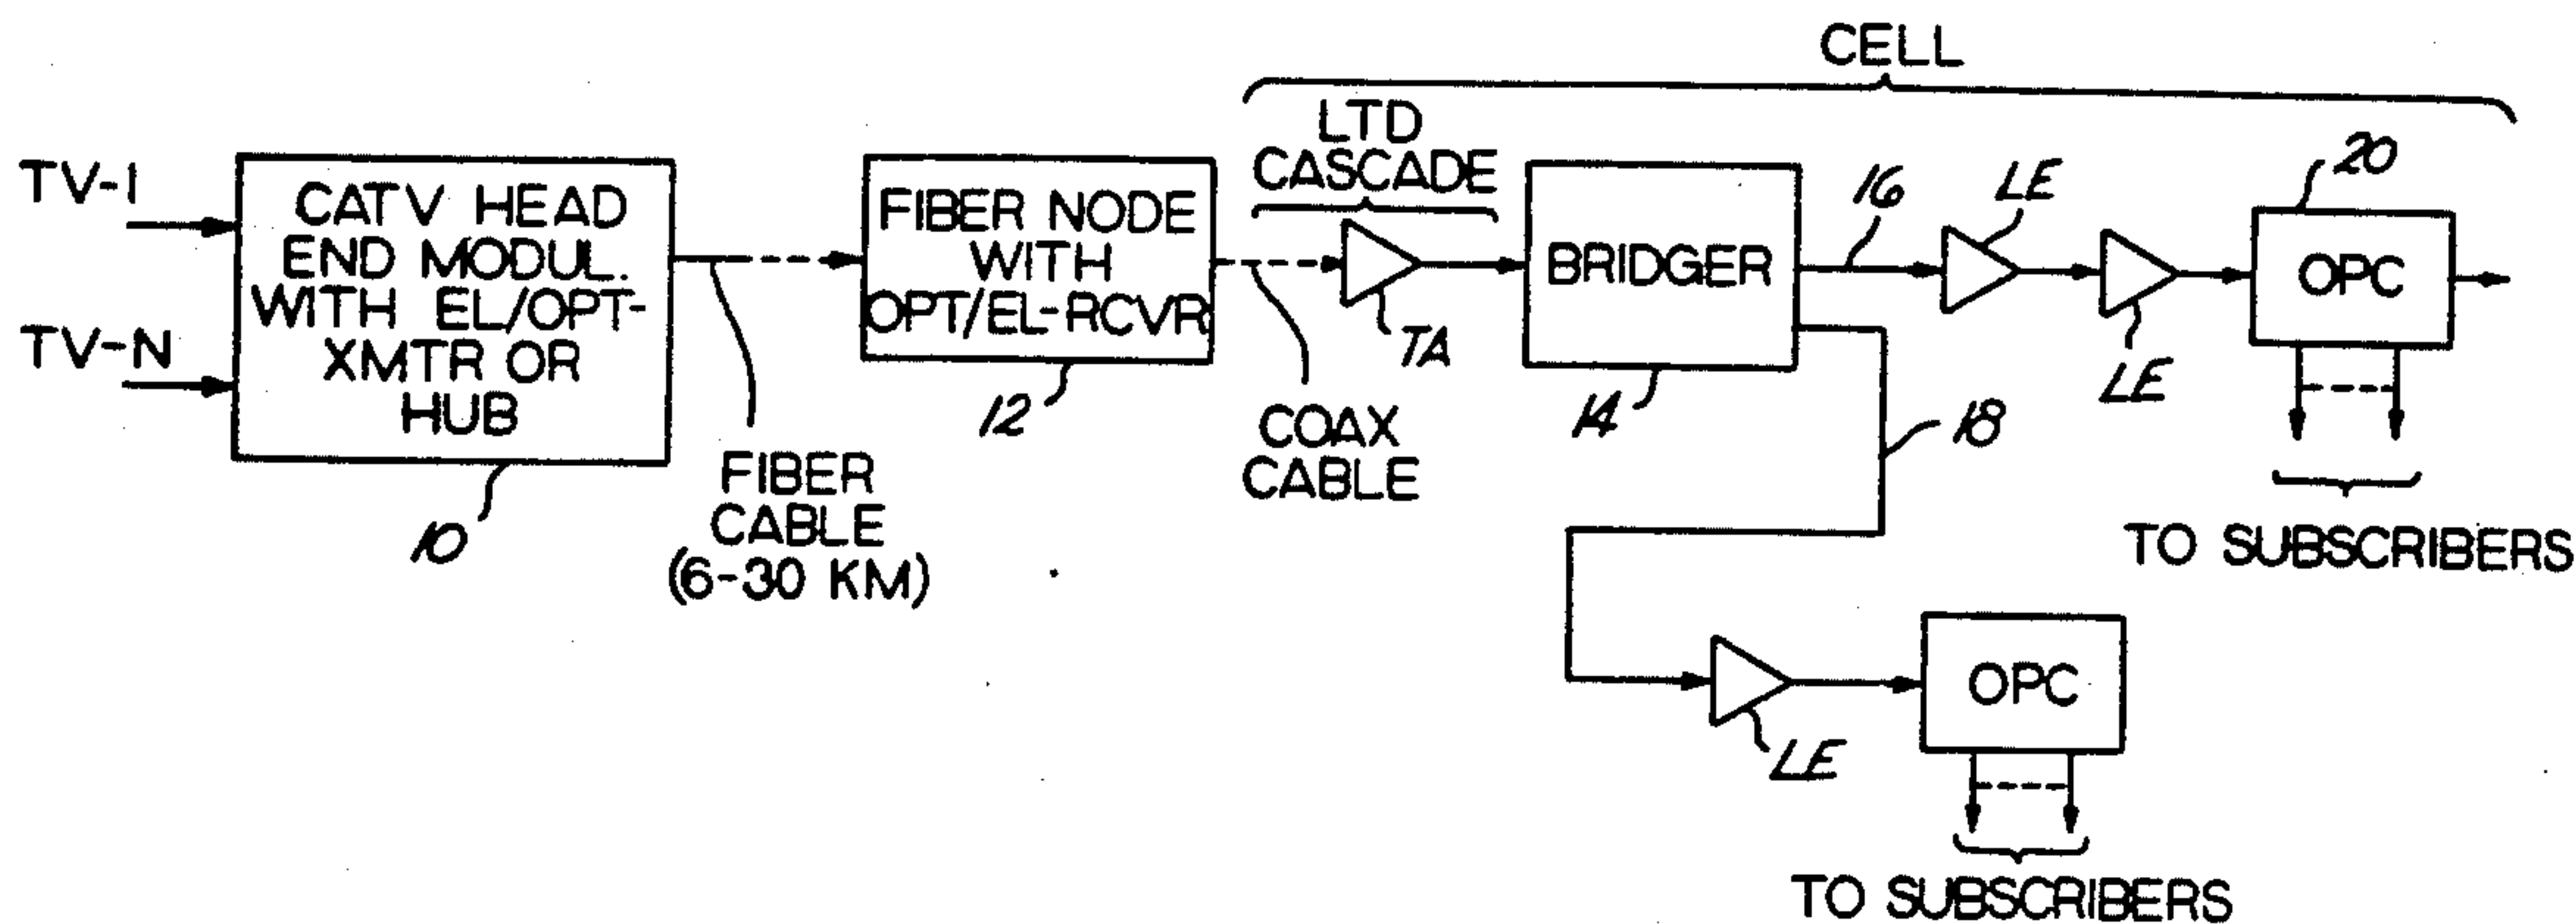 CELL
LTD
CASCADE
TV-1
TV-N
CATV HEAD
END MODUL.
WITH EL/OPT-
XMTR OR
HUB
10
FIBER
CABLE
(6-30 KM)
FIBER NODE
WITH
OPT/EL-RCVR
12
COAX
CABLE
TA
BRIDGER
14
16
18
LE
LE
20
OPC
TO SUBSCRIBERS
LE
OPC
TO SUBSCRIBERS